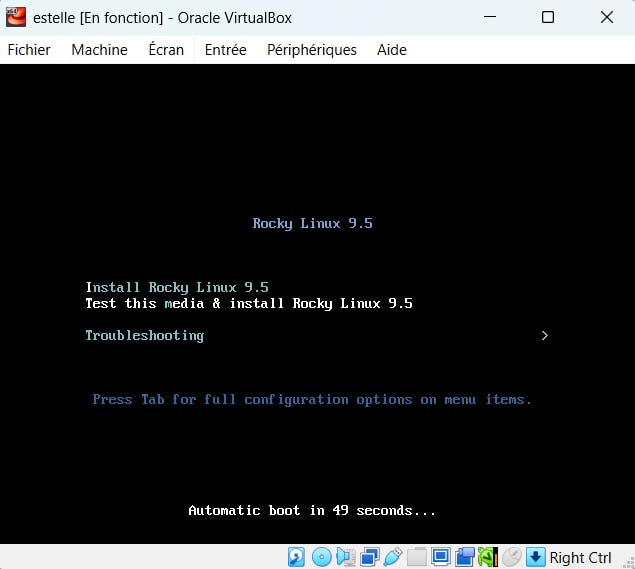 estelle [En fonction] - Oracle VirtualBox
Fichier Machine Écran Entrée Périphériques Aide
Rocky Linux 9.5
Install Rocky Linux 9.5
Test this media & install Rocky Linux 9.5
Troubleshooting >
Press Tab for full configuration options on menu items.
Automatic boot in 49 seconds...
Right Ctrl